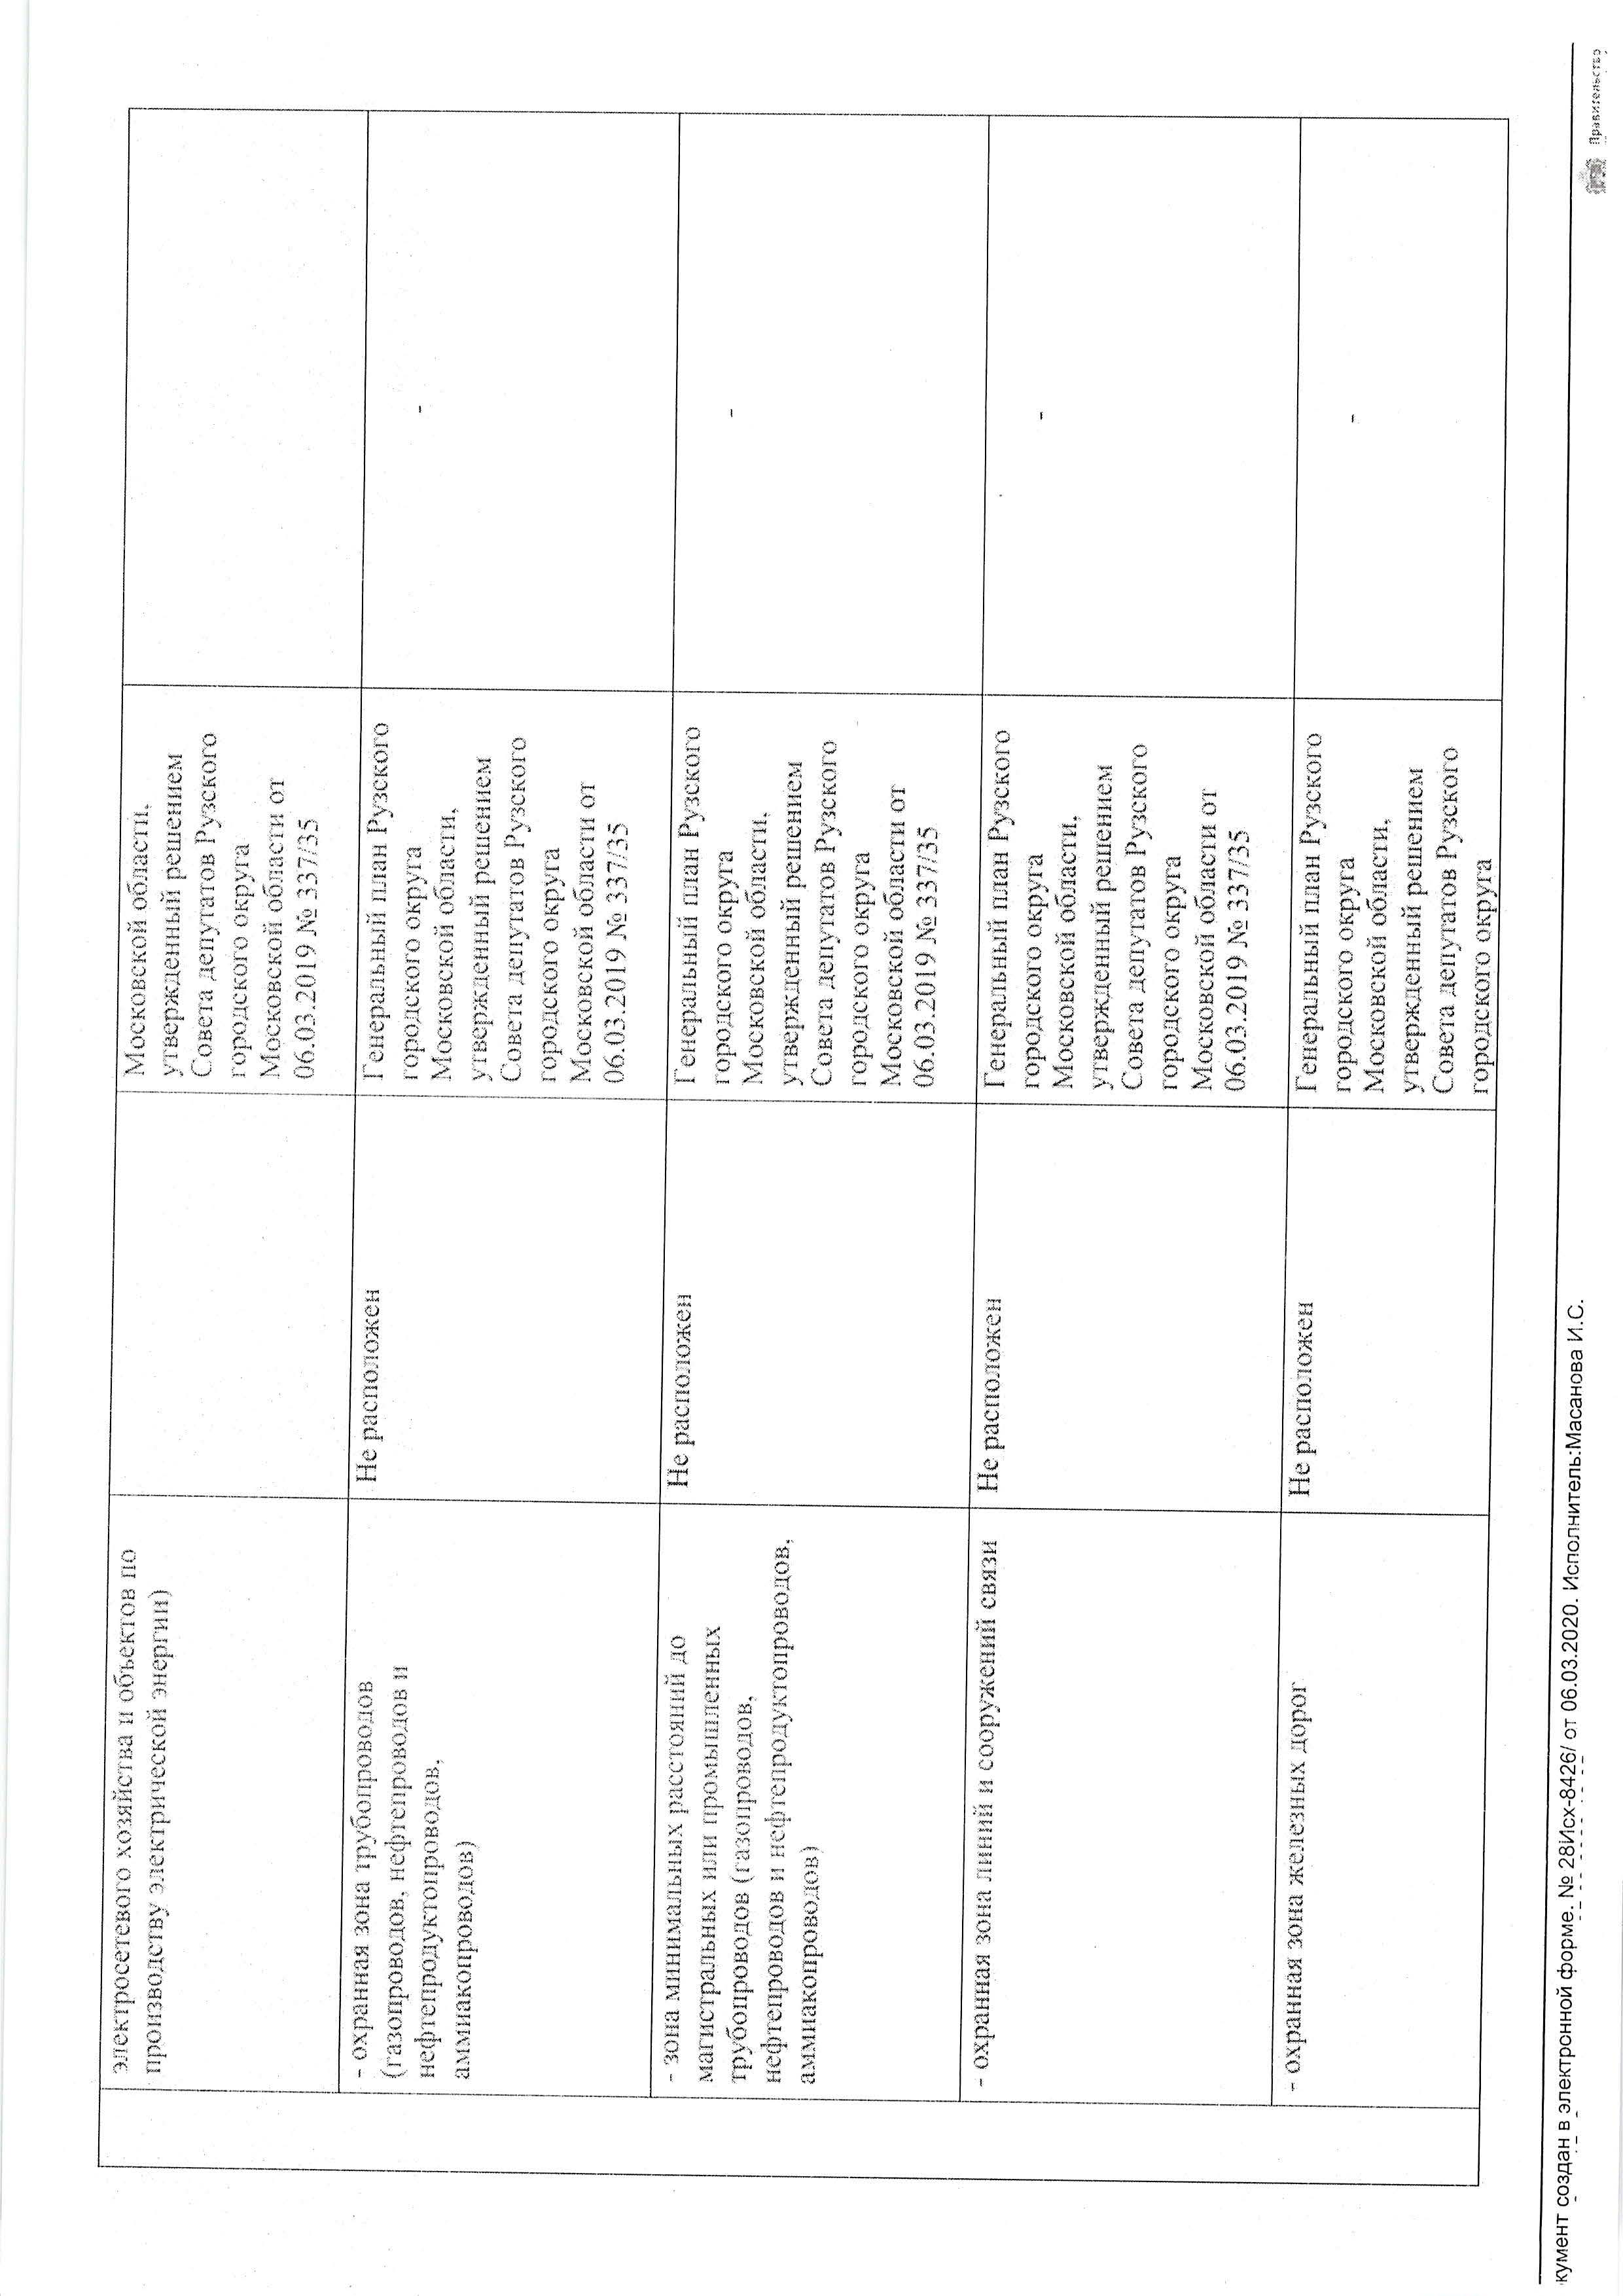 электросетевого хозяйства и объектов по
производству электрической энергии)
Московской области,
утвержденный решением
Совета депутатов Рузского
городского округа
Московской области от
06.03.2019 № 337/35
- охранная зона трубопроводов
(газопроводов, нефтепроводов и
нефтепродуктопроводов,
аммиакопроводов)
Не расположен
Генеральный план Рузского
городского округа
Московской области,
утвержденный решением
Совета депутатов Рузского
городского округа
Московской области от
06.03.2019 № 337/35
-
- зона минимальных расстояний до
магистральных или промышленных
трубопроводов (газопроводов,
нефтепроводов и нефтепродуктопроводов,
аммиакопроводов)
Не расположен
Генеральный план Рузского
городского округа
Московской области,
утвержденный решением
Совета депутатов Рузского
городского округа
Московской области от
06.03.2019 № 337/35
-
- охранная зона линий и сооружений связи
Не расположен
Генеральный план Рузского
городского округа
Московской области,
утвержденный решением
Совета депутатов Рузского
городского округа
Московской области от
06.03.2019 № 337/35
-
- охранная зона железных дорог
Не расположен
Генеральный план Рузского
городского округа
Московской области,
утвержденный решением
Совета депутатов Рузского
городского округа
-
кумент создан в электронной форме. № 28Исх-8426/ от 06.03.2020. Исполнитель:Масанова И.С.
Правительство